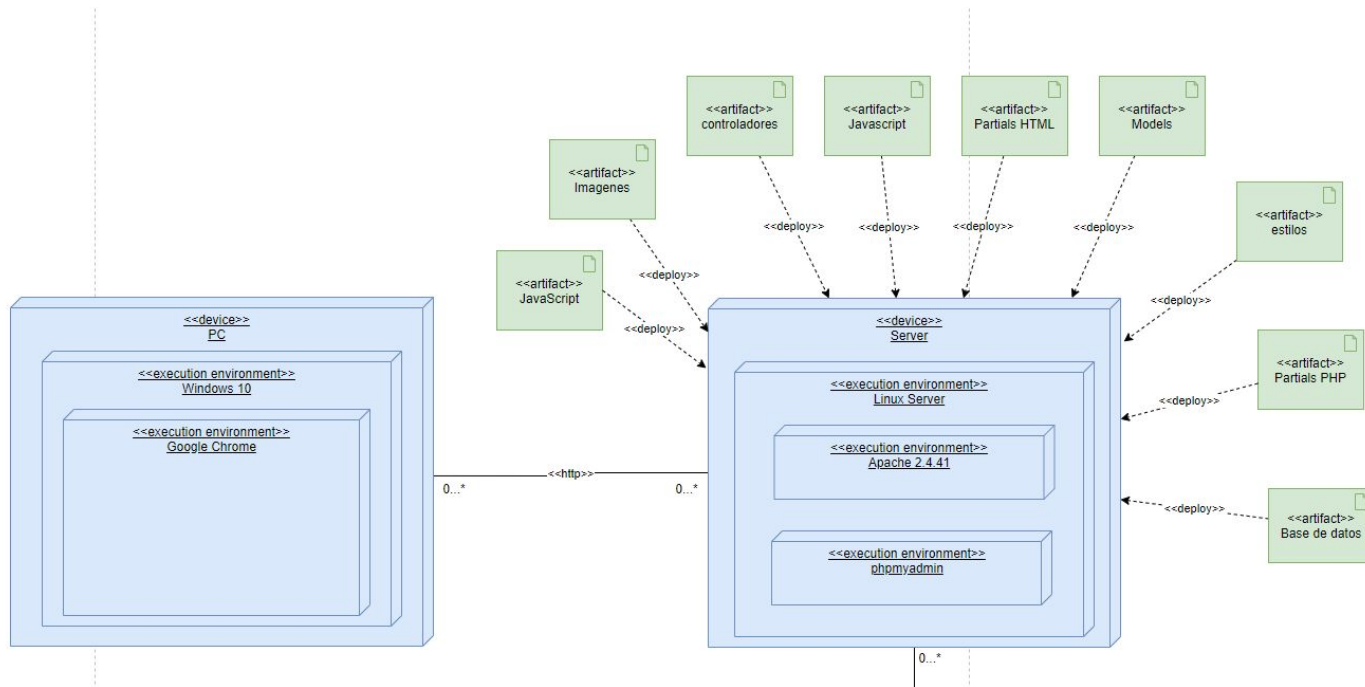 <<artifact>>
controladores
<<artifact>>
Javascript
<<artifact>>
Partials HTML
<<artifact>>
Models
<<artifact>>
Imagenes
<<artifact>>
estilos
<<deploy>>
<<deploy>>
<<deploy>>
<<deploy>>
<<artifact>>
JavaScript
<<deploy>>
<<deploy>>
<<deploy>>
<<device>>
PC
<<execution environment>>
Windows 10
<<execution environment>>
Google Chrome
<<http>>
0...*
0...*
<<device>>
Server
<<execution environment>>
Linux Server
<<execution environment>>
Apache 2.4.41
<<execution environment>>
phpmyadmin
<<artifact>>
Partials PHP
<<deploy>>
<<deploy>>
<<artifact>>
Base de datos
0...*